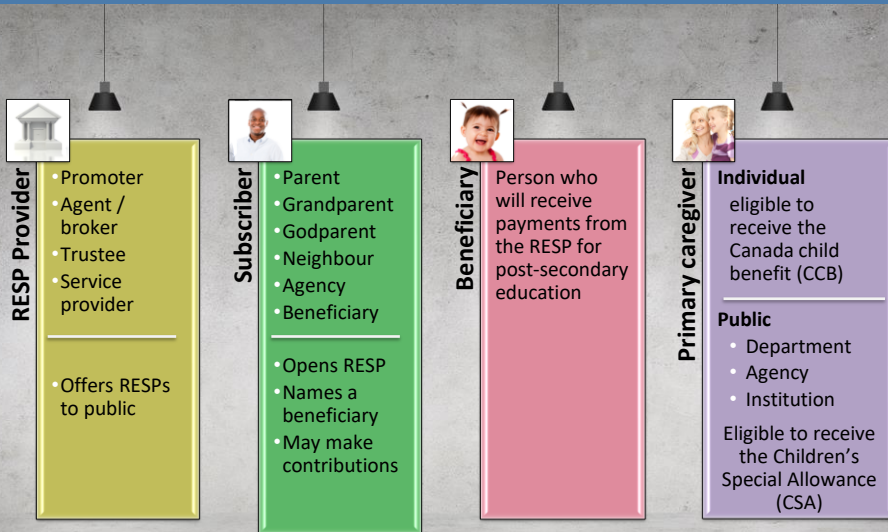 RESP Provider
•Promoter
•Agent /
broker
•Trustee
•Service
provider
•Offers RESPs
to public
Subscriber
•Parent
•Grandparent
•Godparent
•Neighbour
•Agency
•Beneficiary
•Opens RESP
•Names a
beneficiary
•May make
contributions
Beneficiary
Person who
will receive
payments from
the RESP for
post-secondary
education
Primary caregiver
Individual
eligible to
receive the
Canada child
benefit (CCB)
Public
• Department
• Agency
• Institution
Eligible to receive
the Children’s
Special Allowance
(CSA)